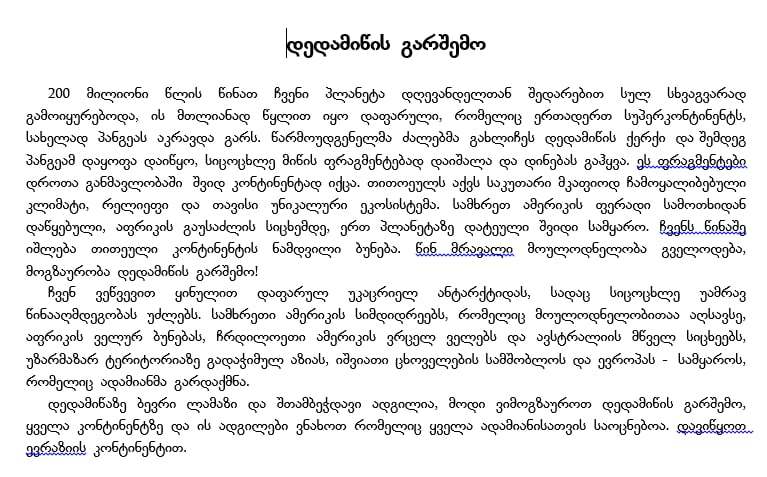 დედამიწის გარშემო
200 მილიონი წლის წინათ ჩვენი პლანეტა დღევანდელთან შედარებით სულ სხვაგვარად
გამოიყურებოდა, ის მთლიანად წყლით იყო დაფარული, რომელიც ერთადერთ სუპერკონტინენტს,
სახელად პანგეას აკრავდა გარს. წარმოუდგენელმა ძალებმა გახლიჩეს დედამიწის ქერქი და შემდეგ
პანგეამ დაყოფა დაიწყო, სიცოცხლე მიწის ფრაგმენტებად დაიშალა და დინებას გაჰყვა. ეს ფრაგმენტები
დროთა განმავლობაში შვიდ კონტინენტად იქცა. თითოეულს აქვს საკუთარი მკაფიოდ ჩამოყალიბებული
კლიმატი, რელიეფი და თავისი უნიკალური ეკოსისტემა. სამხრეთ ამერიკის ფერადი სამოთხიდან
დაწყებული, აფრიკის გაუსაძლის სიცხემდე, ერთ პლანეტაზე დატეული შვიდი სამყარო. ჩვენს წინაშე
იშლება თითეული კონტინენტის ნამდვილი ბუნება. წინ მრავალი მოულოდნელობა გველოდება,
მოგზაურობა დედამიწის გარშემო!
ჩვენ ვეწვევით ყინულით დაფარულ უკაცრიელ ანტარქტიდას, სადაც სიცოცხლე უამრავ
წინააღმდეგობას უძლებს. სამხრეთი ამერიკის სიმდიდრეებს, რომელიც მოულოდნელობითაა აღსავსე,
აფრიკის ველურ ბუნებას, ჩრდილოეთი ამერიკის ვრცელ ველებს და ავსტრალიის მწველ სიცხეებს,
უზარმაზარ ტერიტორიაზე გადაჭიმულ აზიას, იშვიათი ცხოველების სამშობლოს და ევროპას - სამყაროს,
რომელიც ადამიანმა გარდაქმნა.
დედამიწაზე ბევრი ლამაზი და შთამბეჭდავი ადგილია, მოდი ვიმოგზაუროთ დედამიწის გარშემო,
ყველა კონტინენტზე და ის ადგილები ვნახოთ რომელიც ყველა ადამიანისათვის საოცნებოა. დავიწყოთ
ევრაზიის კონტინენტით.